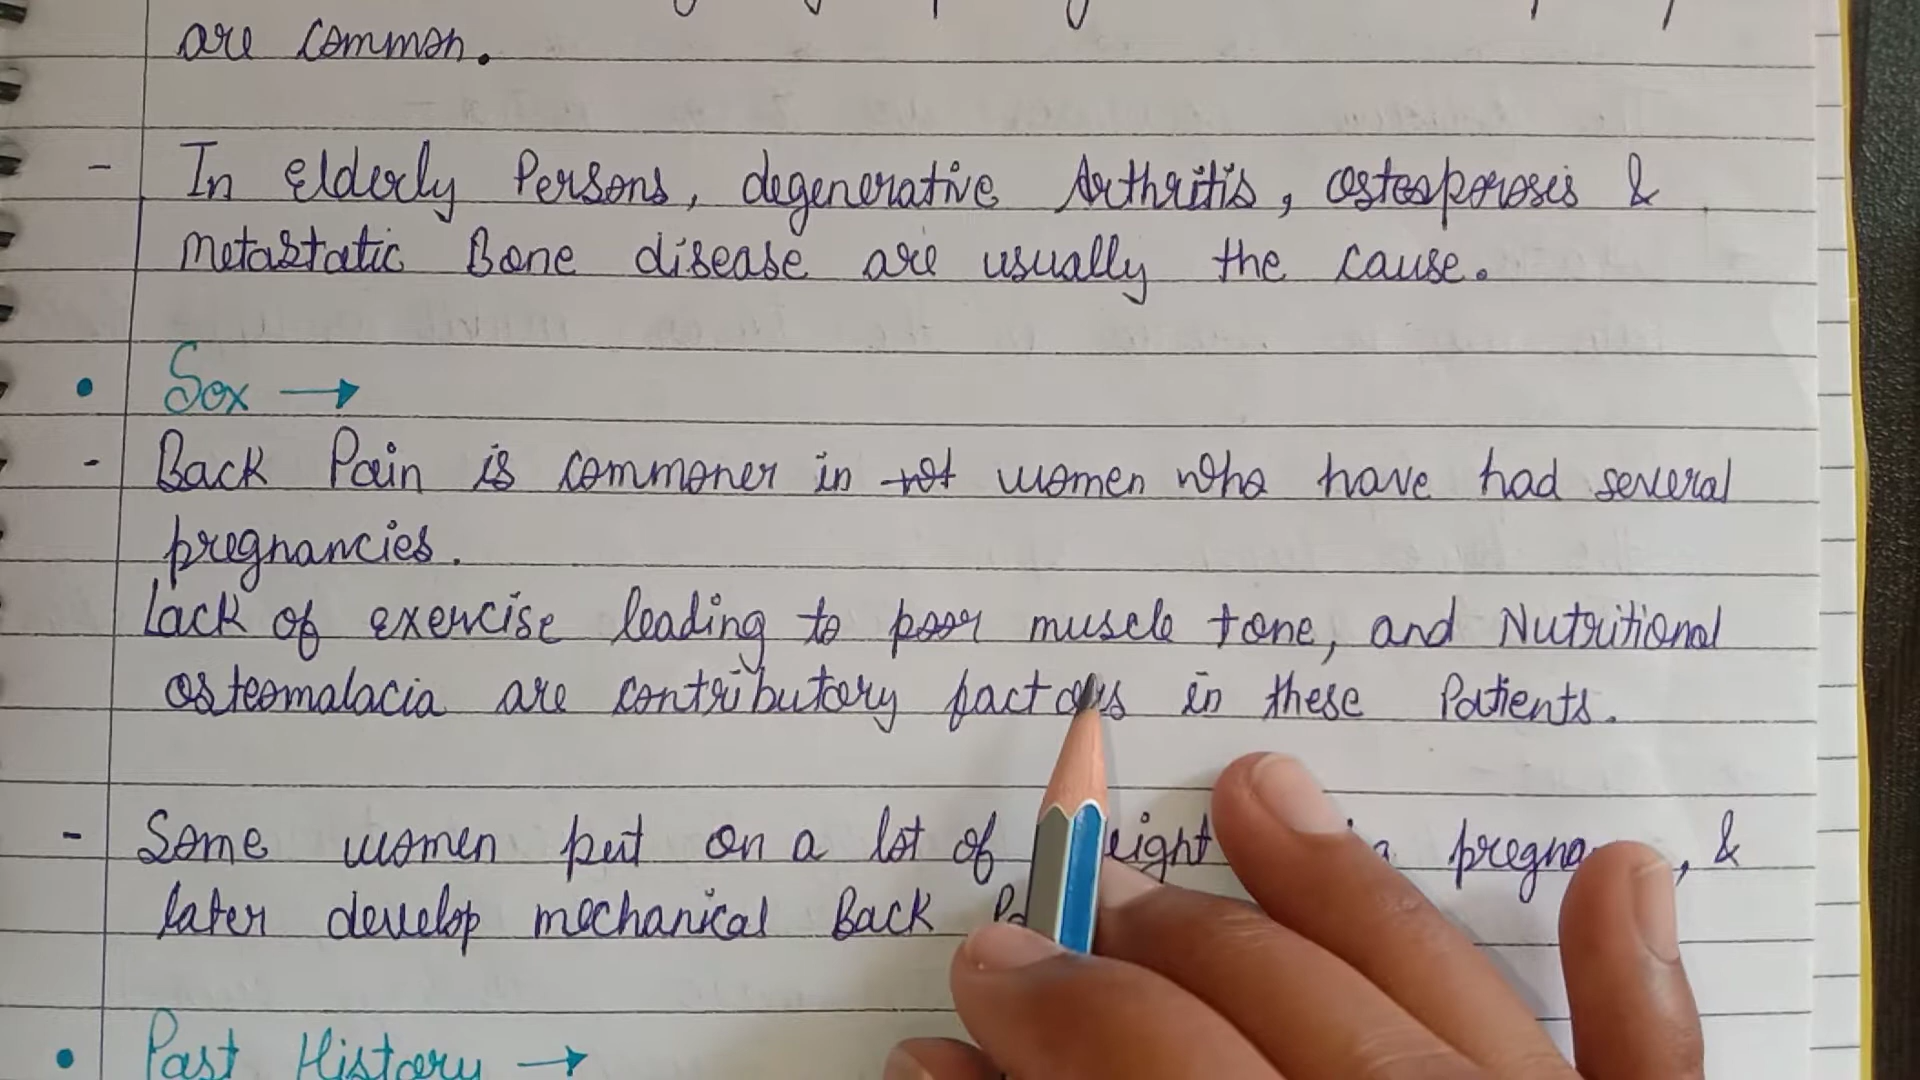 are common.
- In Elderly Persons, degenerative Arthritis, osteoporosis &
metastatic Bone disease are usually the cause.
• Sex →
- Back Pain is commoner in women who have had several
pregnancies.
Lack of exercise leading to poor muscle tone, and Nutritional
osteomalacia are contributory factors in these Patients.
- Some women put on a lot of pregna , &
later develop mechanical Back
• Past History →